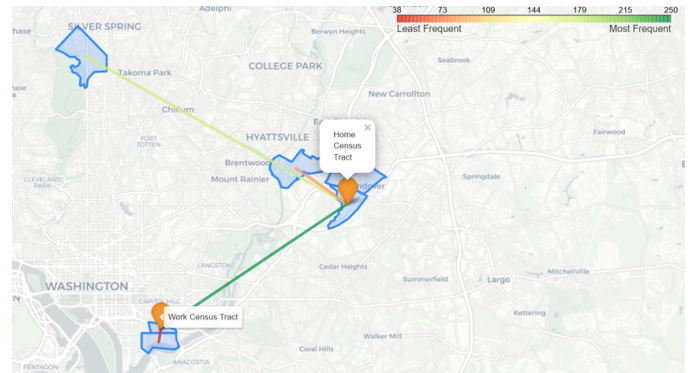 38 73 109 144 179 215 250
Least Frequent Most Frequent
Adelphi
SILVER SPRING
Berwyn Heights
Seabrook
Takoma Park
COLLEGE PARK
New Carrollton
Chillum
FORT
TOTTEN
HYATTSVILLE
Home
Census
Tract
×
Fairwood
Brentwood
Mount Rainier
CLEVELAND
PARK
Springdale
LANGSTON
Cedar Heights
Summerfield
Largo
Mitchellville
WASHINGTON
CAPITOL HILL
Kettering
Work Census Tract
Walker Mill
Coral Hills
ANACOSTIA
PENTAGON
CITY